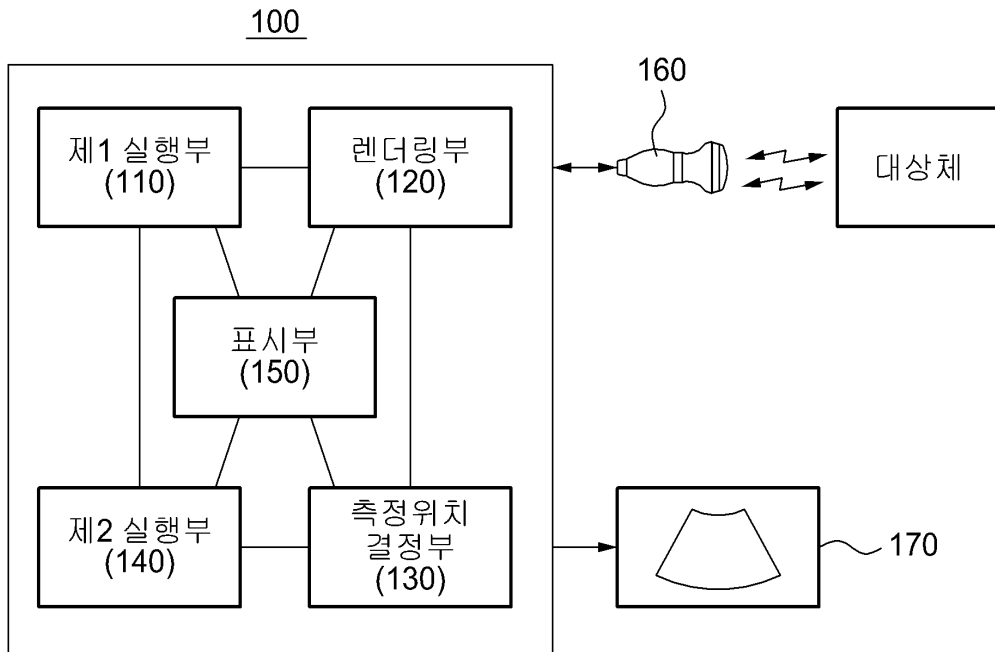 100
160
제1 실행부
(110)
렌더링부
(120)
대상체
표시부
(150)
제2 실행부
(140)
측정위치
결정부
(130)
170